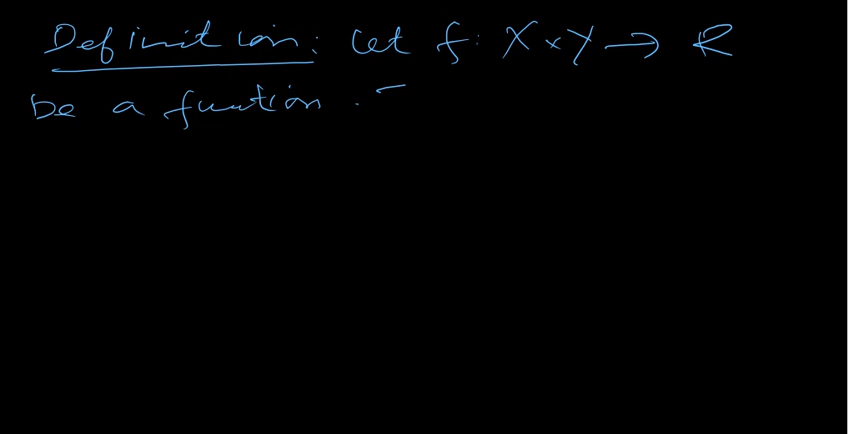 Definition: Let f: X × Y → R
be a function.